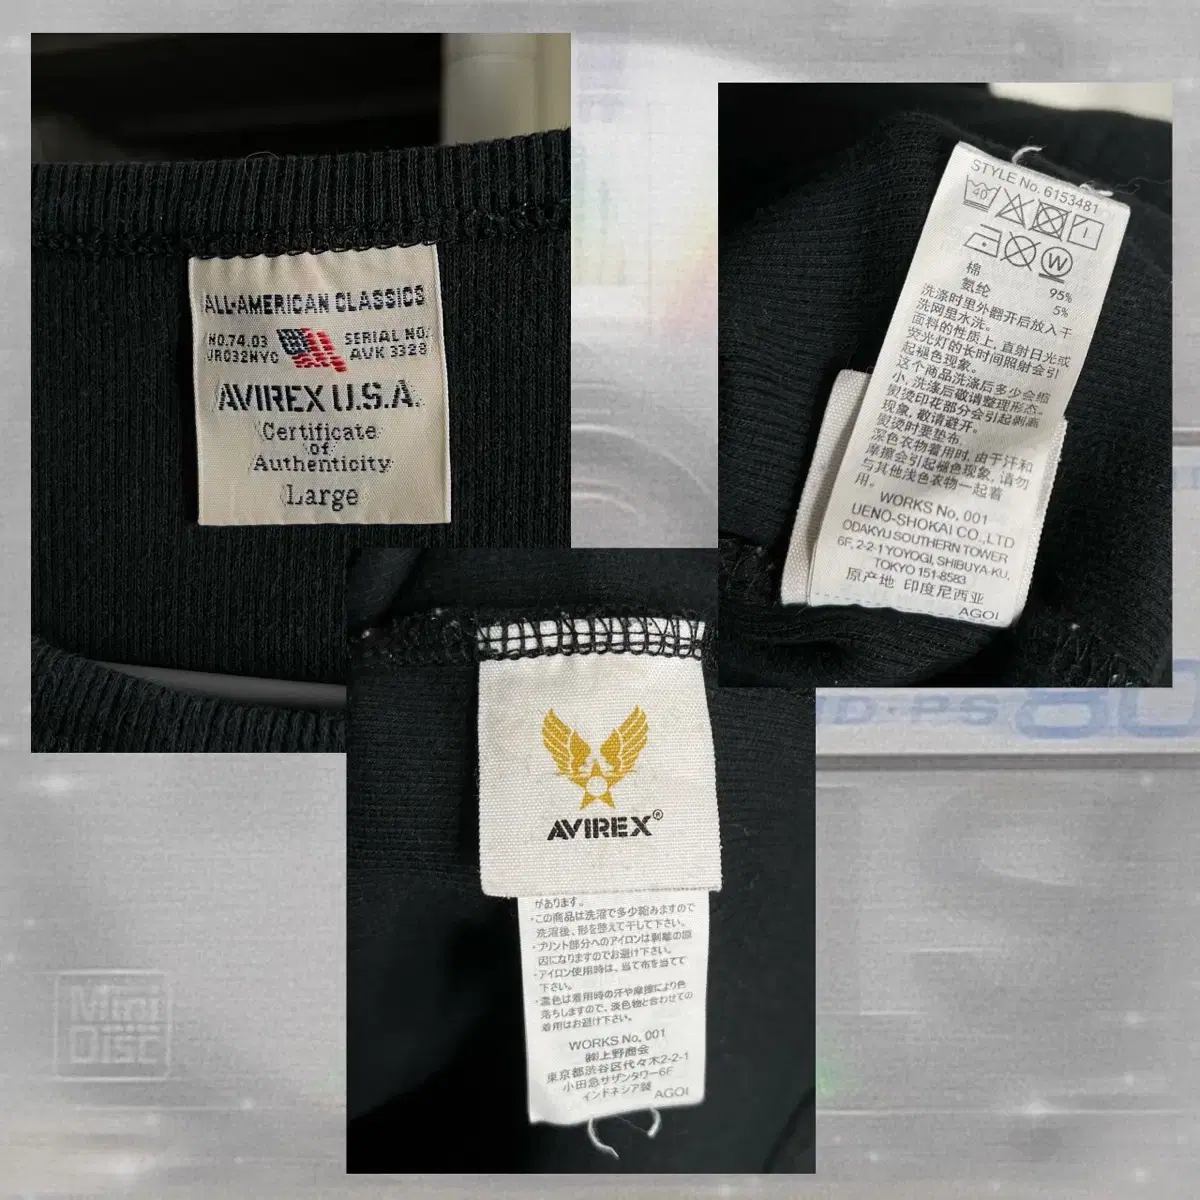 ALL-AMERICAN CLASSICS
NO.74.03
JR032NYC
SERIAL NO.
AVK 3328
AVIREX U.S.A.
Certificate
of
Authenticity
Large
STYLE No. 6153481
40
W
棉 95%
氨纶 5%
洗涤时里外翻开后放入干
洗网里水洗。
面料的性质上, 直射日光或
荧光灯的长时间照射会引
起褪色现象。
这个商品洗涤后多少会缩
小, 洗涤后敬请整理形态。
熨烫印花部分会引起剥离
现象, 敬请避开。
熨烫时要垫布。
深色衣物着用时, 由于汗和
摩擦会引起褪色现象, 请勿
与其他浅色衣物一起着
用。
WORKS No. 001
UENO-SHOKAI CO.,LTD
ODAKYU SOUTHERN TOWER
6F, 2-2-1 YOYOGI, SHIBUYA-KU,
TOKYO 151-8583
原产地 印度尼西亚
AGOI
AVIREX®
があります。
・この商品は洗濯で多少縮みますので
洗濯後、形を整えて干して下さい。
・プリント部分へのアイロンは剥離の原
因になりますのでお避け下さい。
・アイロン使用時は、当て布を当てて
下さい。
・濃色は着用時の汗や摩擦により色
落ちしますので、淡色物と合わせての
着用はお避け下さい。
WORKS No. 001
㈱上野商会
東京都渋谷区代々木2-2-1
小田急サザンタワー6F
インドネシア製 AGOI
D-PS80
Mini
Disc